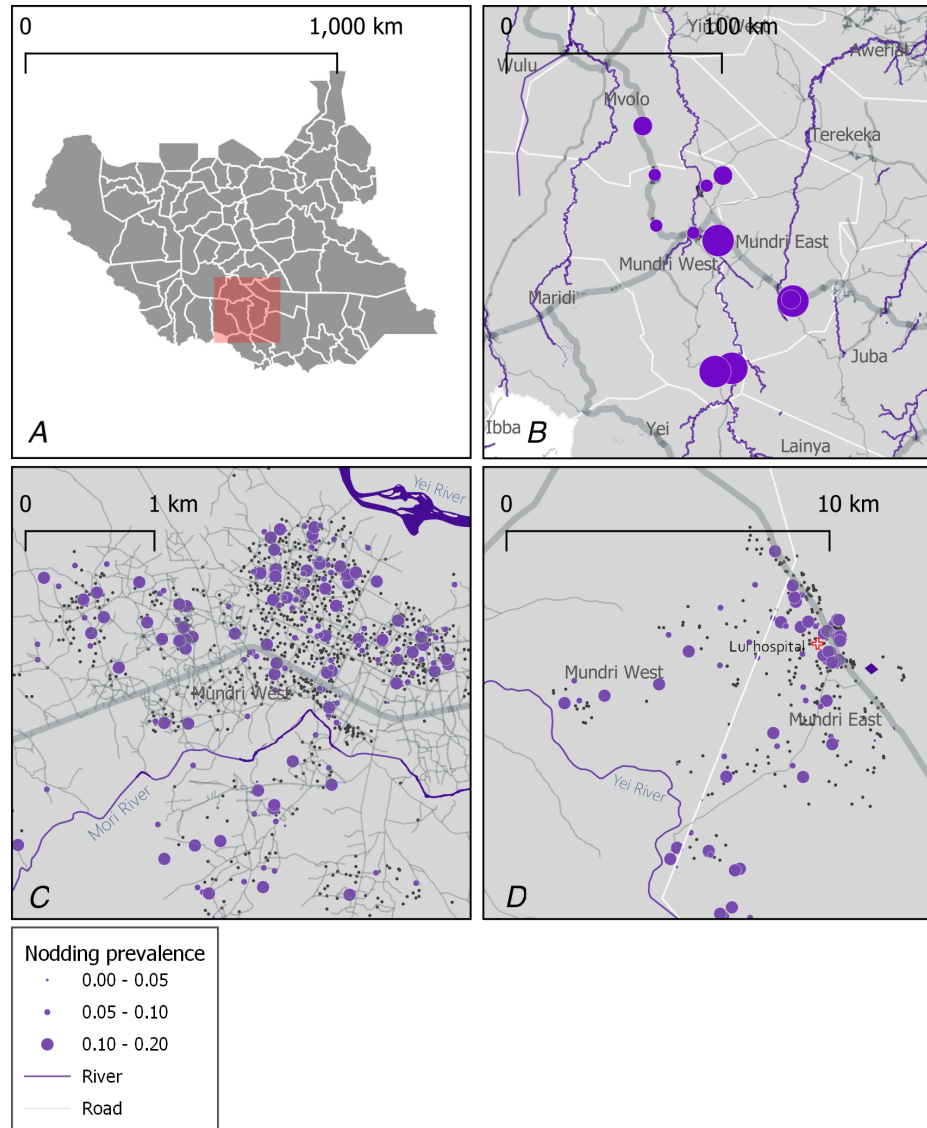 0
1,000 km
A
0
100 km
Yirol West
Awerial
Wulu
Mvolo
Terekeka
Mundri East
Mundri West
Maridi
Juba
Ibba
Yei
Lainya
B
0
1 km
Yei River
Mundri West
Mori River
C
0
10 km
Lui hospital
Mundri West
Mundri East
Yei River
D
Nodding prevalence
0.00 - 0.05
0.05 - 0.10
0.10 - 0.20
River
Road